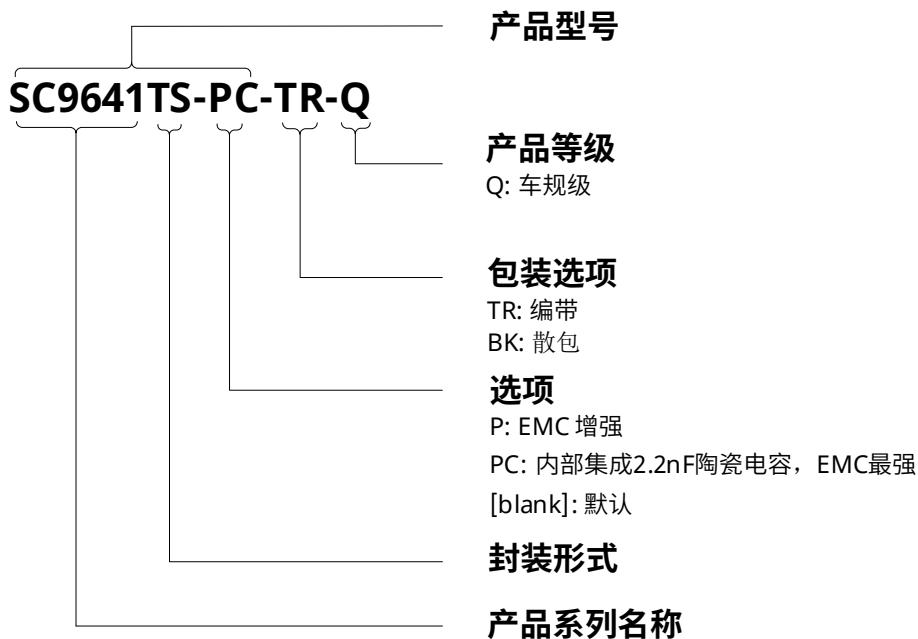 产品型号
SC9641TS-PC-TR-Q
产品等级
Q: 车规级
包装选项
TR: 编带
BK: 散包
选项
P: EMC 增强
PC: 内部集成2.2nF陶瓷电容，EMC最强
[blank]: 默认
封装形式
产品系列名称